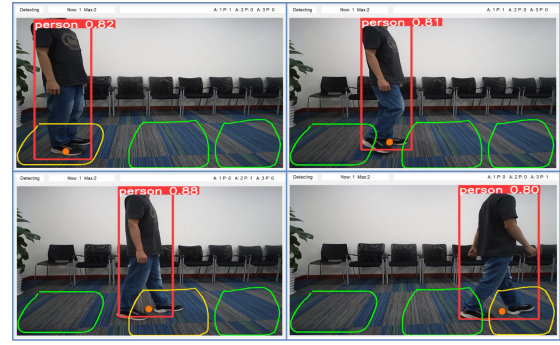 Detecting Now: 1 Max:2 A: 1 P: 1 A: 2 P: 0 A: 3 P: 0
person 0.82
Detecting Now: 1 Max:2 A: 1 P: 1 A: 2 P: 0 A: 3 P: 0
person 0.81
Detecting Now: 1 Max:2 A: 1 P: 0 A: 2 P: 1 A: 3 P: 0
person 0.88
Detecting Now: 1 Max:2 A: 1 P: 0 A: 2 P: 0 A: 3 P: 1
person 0.80